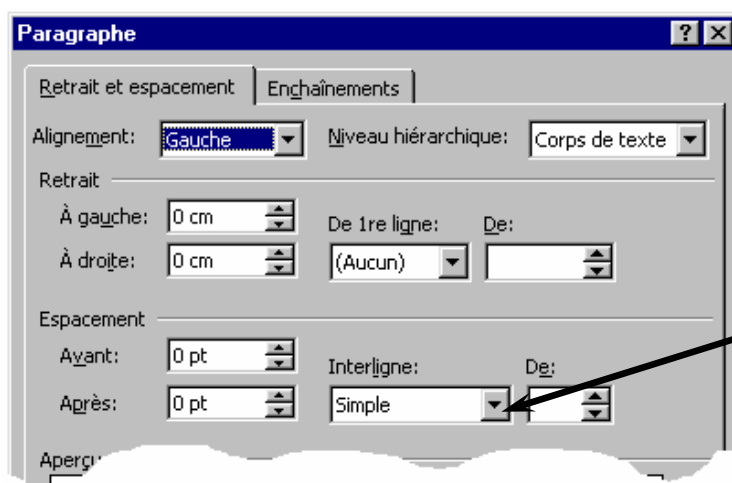 Paragraphe
Retrait et espacement Enchaînements
Alignement: Gauche Niveau hiérarchique: Corps de texte
Retrait
À gauche: 0 cm De 1re ligne: De:
À droite: 0 cm (Aucun)
Espacement
Avant: 0 pt Interligne: De:
Après: 0 pt Simple
Aperçu